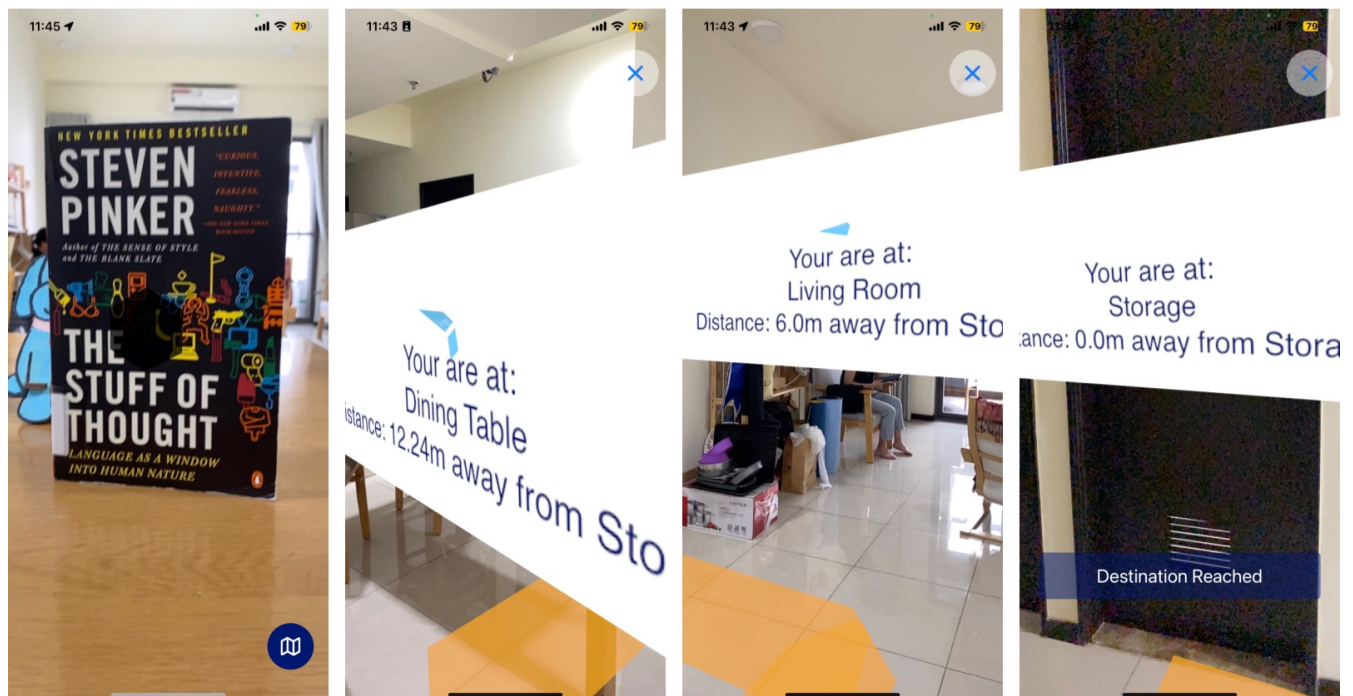 11:45
79
NEW YORK TIMES BESTSELLER
STEVEN
PINKER
"CURIOUS,
INVENTIVE,
FEARLESS,
NAUGHTY."
Author of THE SENSE OF STYLE
and THE BLANK SLATE
THE
STUFF OF
THOUGHT
LANGUAGE AS A WINDOW
INTO HUMAN NATURE
11:43
79
Your are at:
Dining Table
istance: 12.24m away from Sto
11:43
79
Your are at:
Living Room
Distance: 6.0m away from Sto
79
Your are at:
Storage
tance: 0.0m away from Stora
Destination Reached